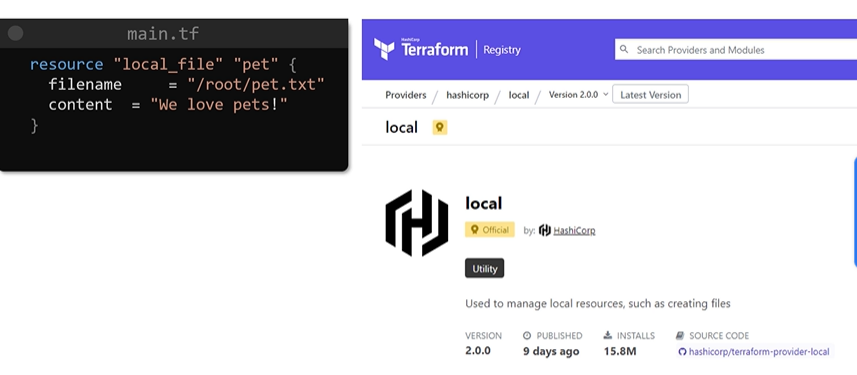 main.tf
resource "local_file" "pet" {
  filename     = "/root/pet.txt"
  content  = "We love pets!"
}
HashiCorp
Terraform | Registry
Search Providers and Modules
Providers / hashicorp / local / Version 2.0.0 Latest Version
local
local
Official by: HashiCorp
Utility
Used to manage local resources, such as creating files
VERSION PUBLISHED INSTALLS SOURCE CODE
2.0.0 9 days ago 15.8M hashicorp/terraform-provider-local